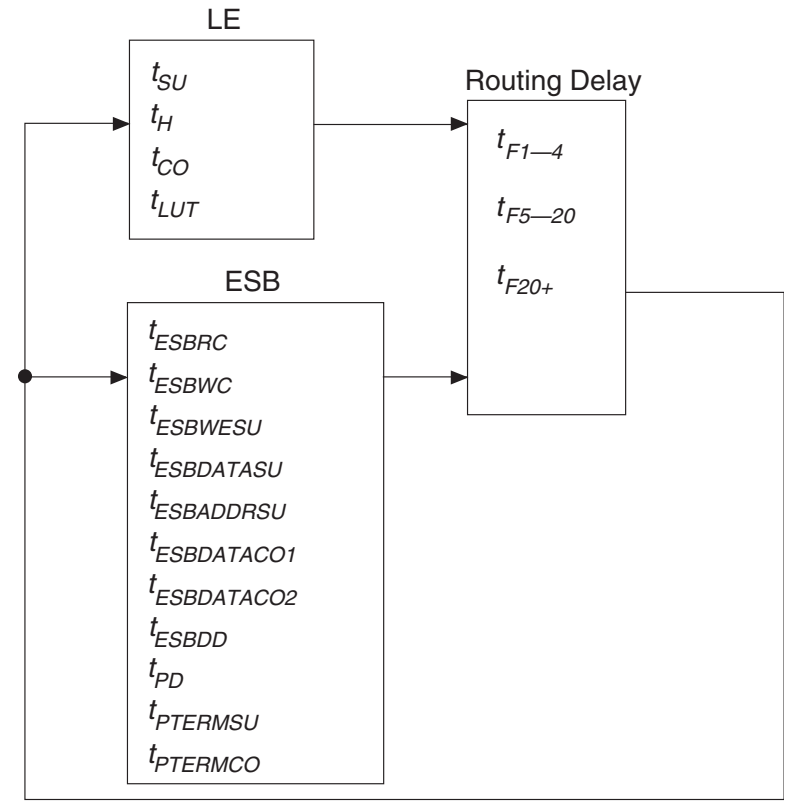 LE
tSU
tH
tCO
tLUT
Routing Delay
tF1—4
tF5—20
tF20+
ESB
tESBRC
tESBWC
tESBWESU
tESBDATASU
tESBADDRSU
tESBDATACO1
tESBDATACO2
tESBDD
tPD
tPTERMSU
tPTERMCO